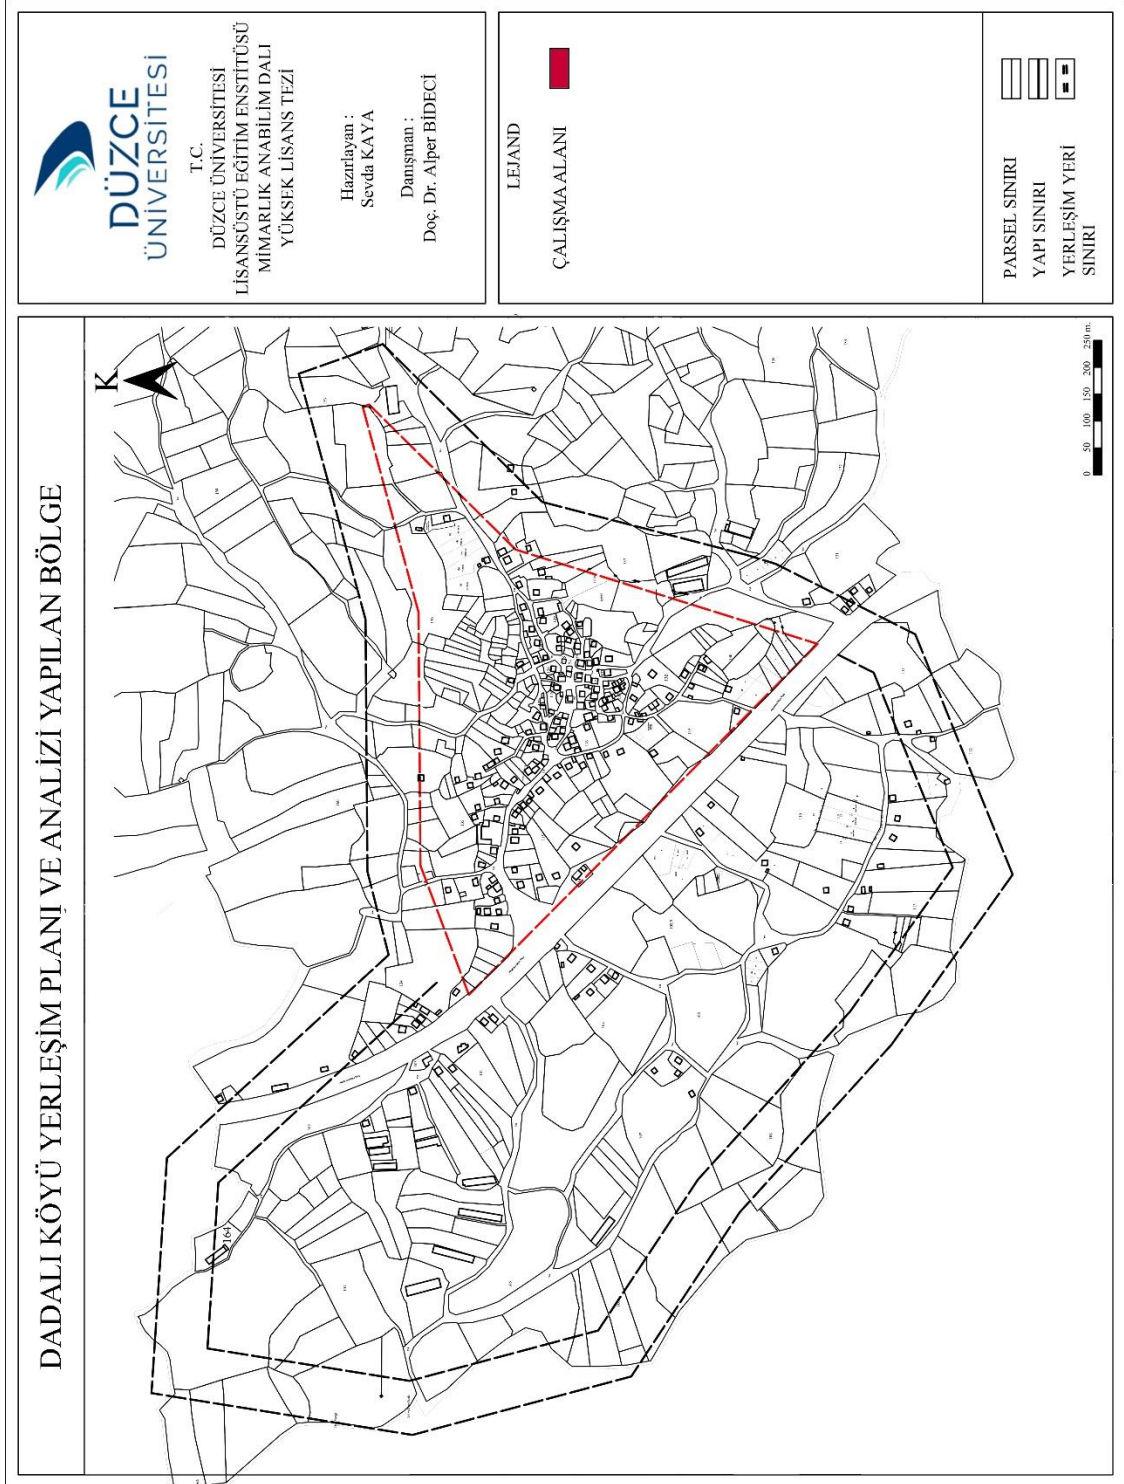 DADALI KÖYÜ YERLEŞİM PLANI VE ANALİZİ YAPILAN BÖLGE
K
164
0 50 100 150 200 250 m.
DÜZCE
ÜNİVERSİTESİ
T.C.
DÜZCE ÜNİVERSİTESİ
LİSANSÜSTÜ EĞİTİM ENSTİTÜSÜ
MİMARLIK ANABİLİM DALI
YÜKSEK LİSANS TEZİ
Hazırlayan :
Sevda KAYA
Danışman :
Doç. Dr. Alper BİDECİ
LEJAND
ÇALIŞMA ALANI
PARSEL SINIRI
YAPI SINIRI
YERLEŞİM YERİ
SINIRI